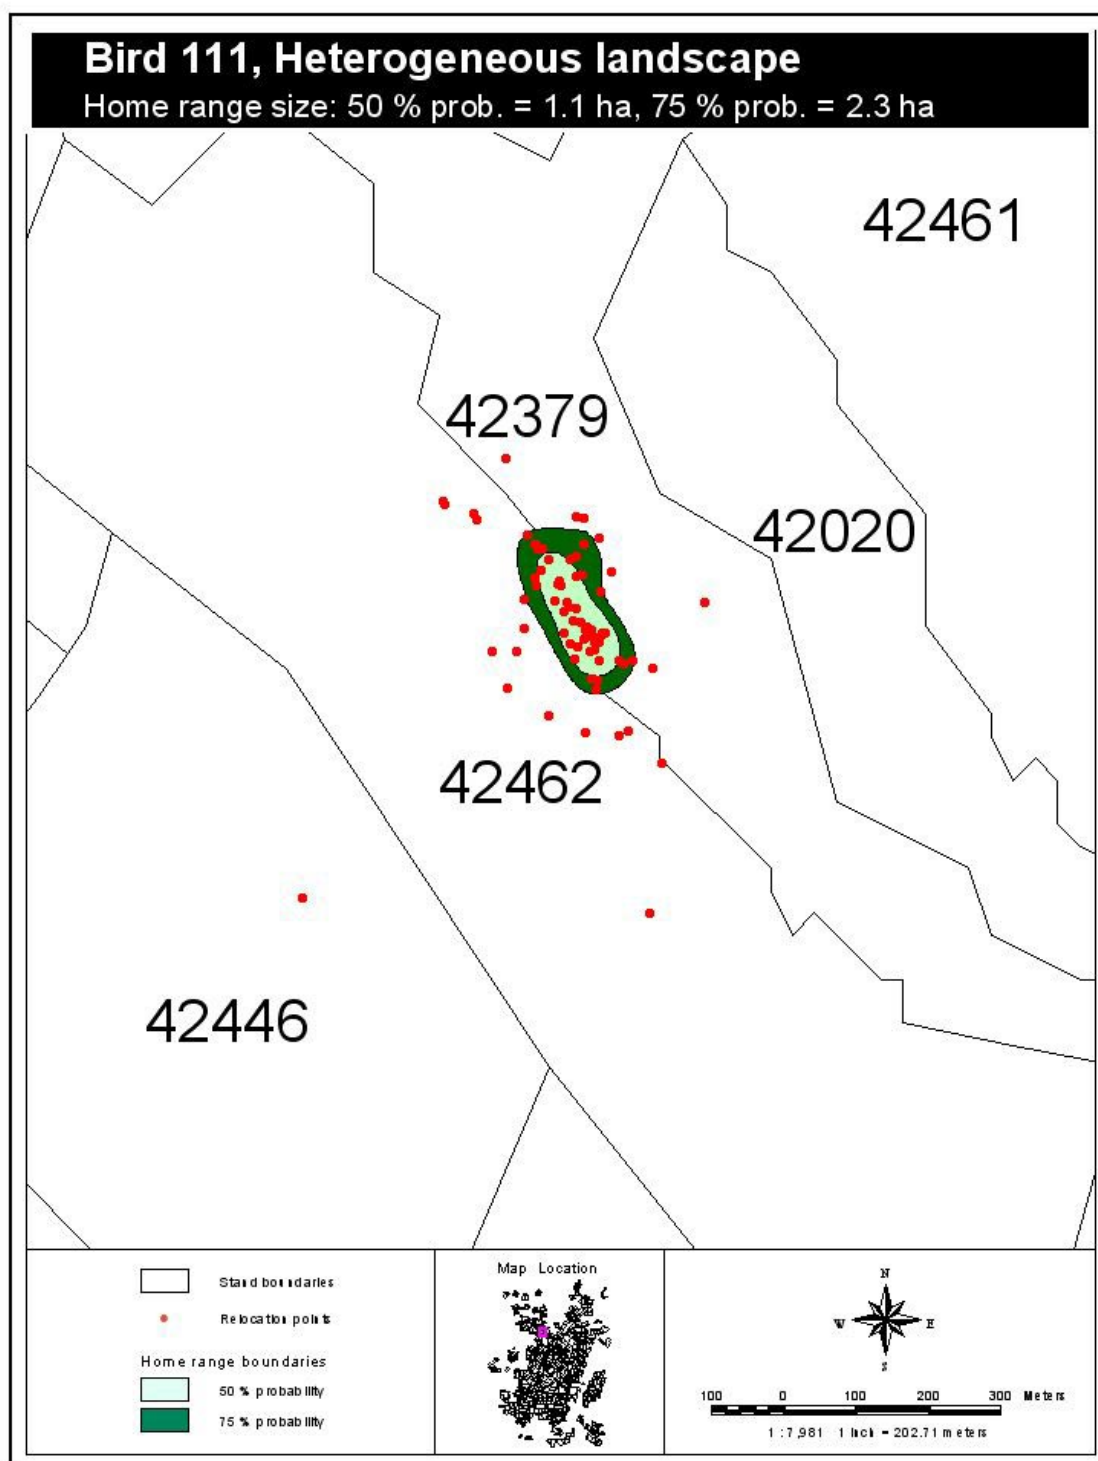 Bird 111, Heterogeneous landscape
Home range size: 50 % prob. = 1.1 ha, 75 % prob. = 2.3 ha
42461
42379
42020
42462
42446
Stand boundaries
Relocation points
Home range boundaries
50 % probability
75 % probability
Map Location
N
W E
S
100 0 100 200 300 Meters
1 : 7,981 1 Inch = 202.71 meters